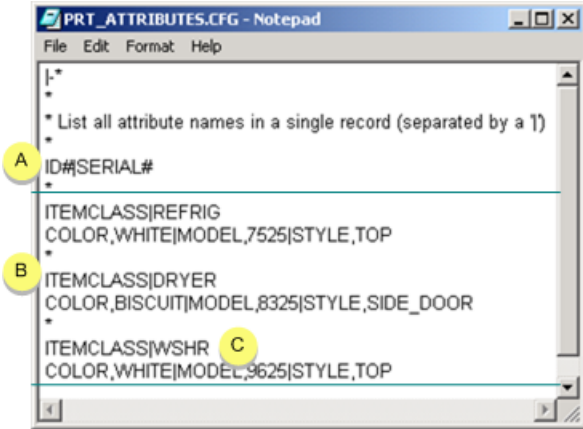 PRT_ATTRIBUTES.CFG - Notepad
File Edit Format Help
|-*
*
* List all attribute names in a single record (separated by a '|')
*
A
ID#|SERIAL#
*
ITEMCLASS|REFRIG
COLOR,WHITE|MODEL,7525|STYLE,TOP
*
B
ITEMCLASS|DRYER
COLOR,BISCUIT|MODEL,8325|STYLE,SIDE_DOOR
*
ITEMCLASS|WSHR C
COLOR,WHITE|MODEL,9625|STYLE,TOP